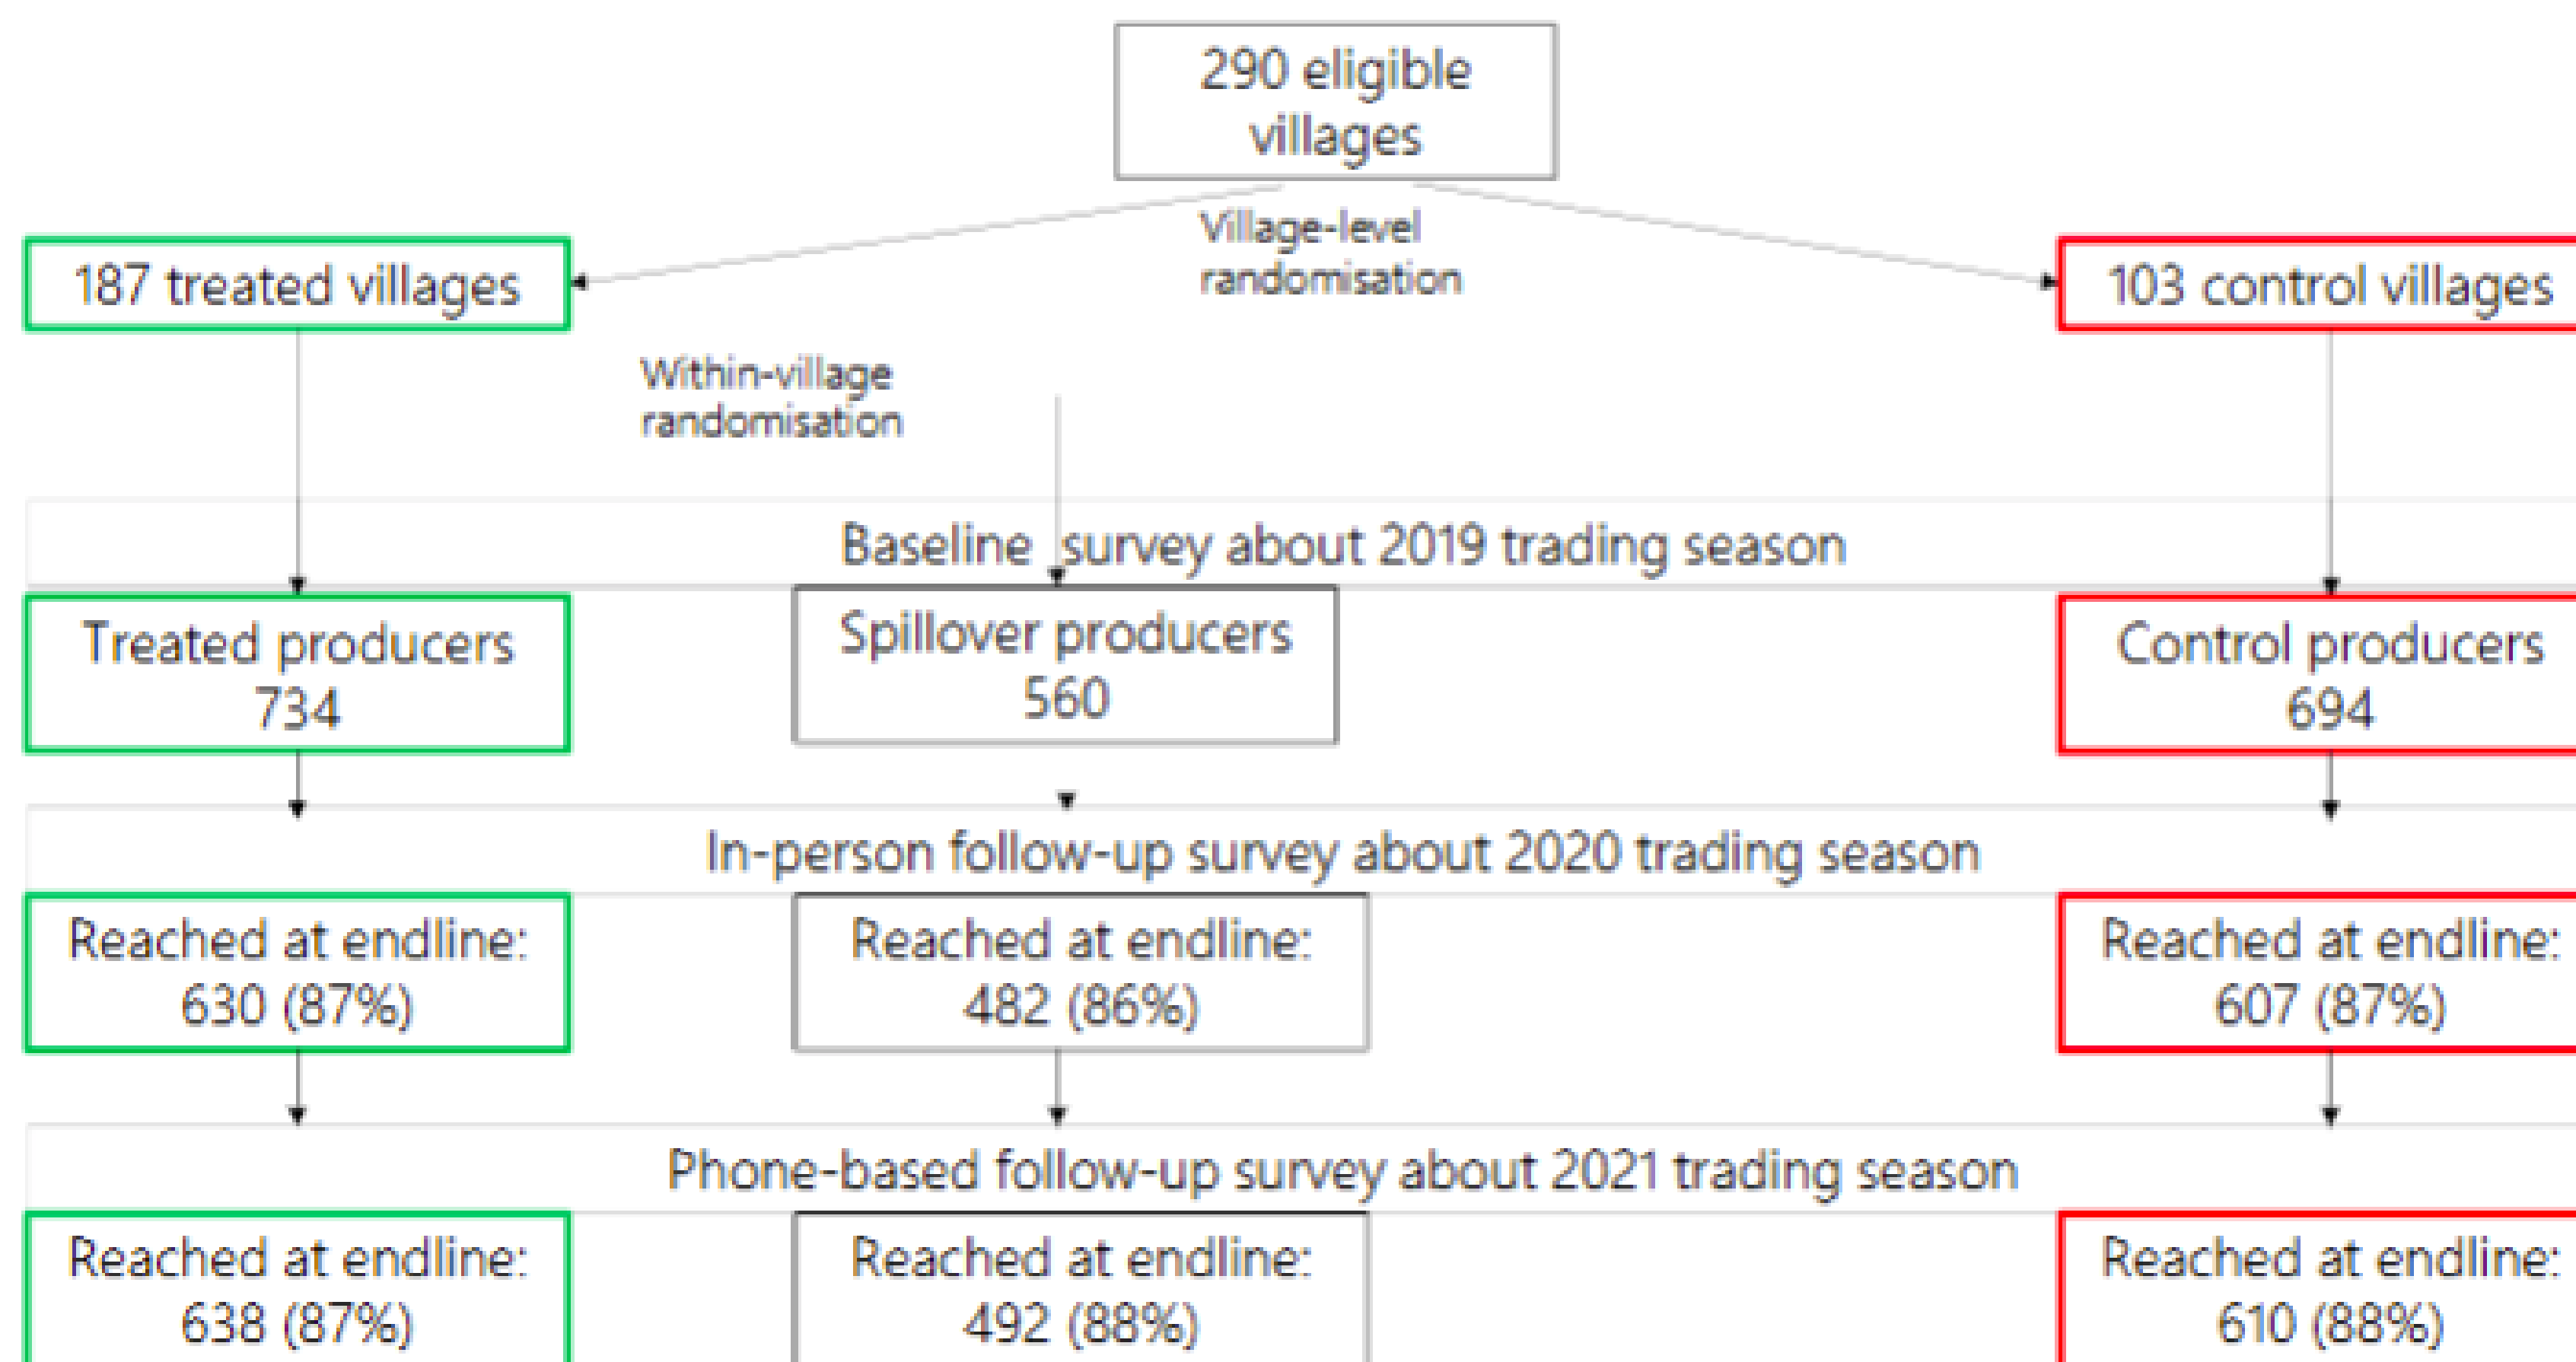 290 eligible
villages
Village-level
randomisation
187 treated villages
103 control villages
Within-village
randomisation
Baseline survey about 2019 trading season
Treated producers
734
Spillover producers
560
Control producers
694
In-person follow-up survey about 2020 trading season
Reached at endline:
630 (87%)
Reached at endline:
482 (86%)
Reached at endline:
607 (87%)
Phone-based follow-up survey about 2021 trading season
Reached at endline:
638 (87%)
Reached at endline:
492 (88%)
Reached at endline:
610 (88%)